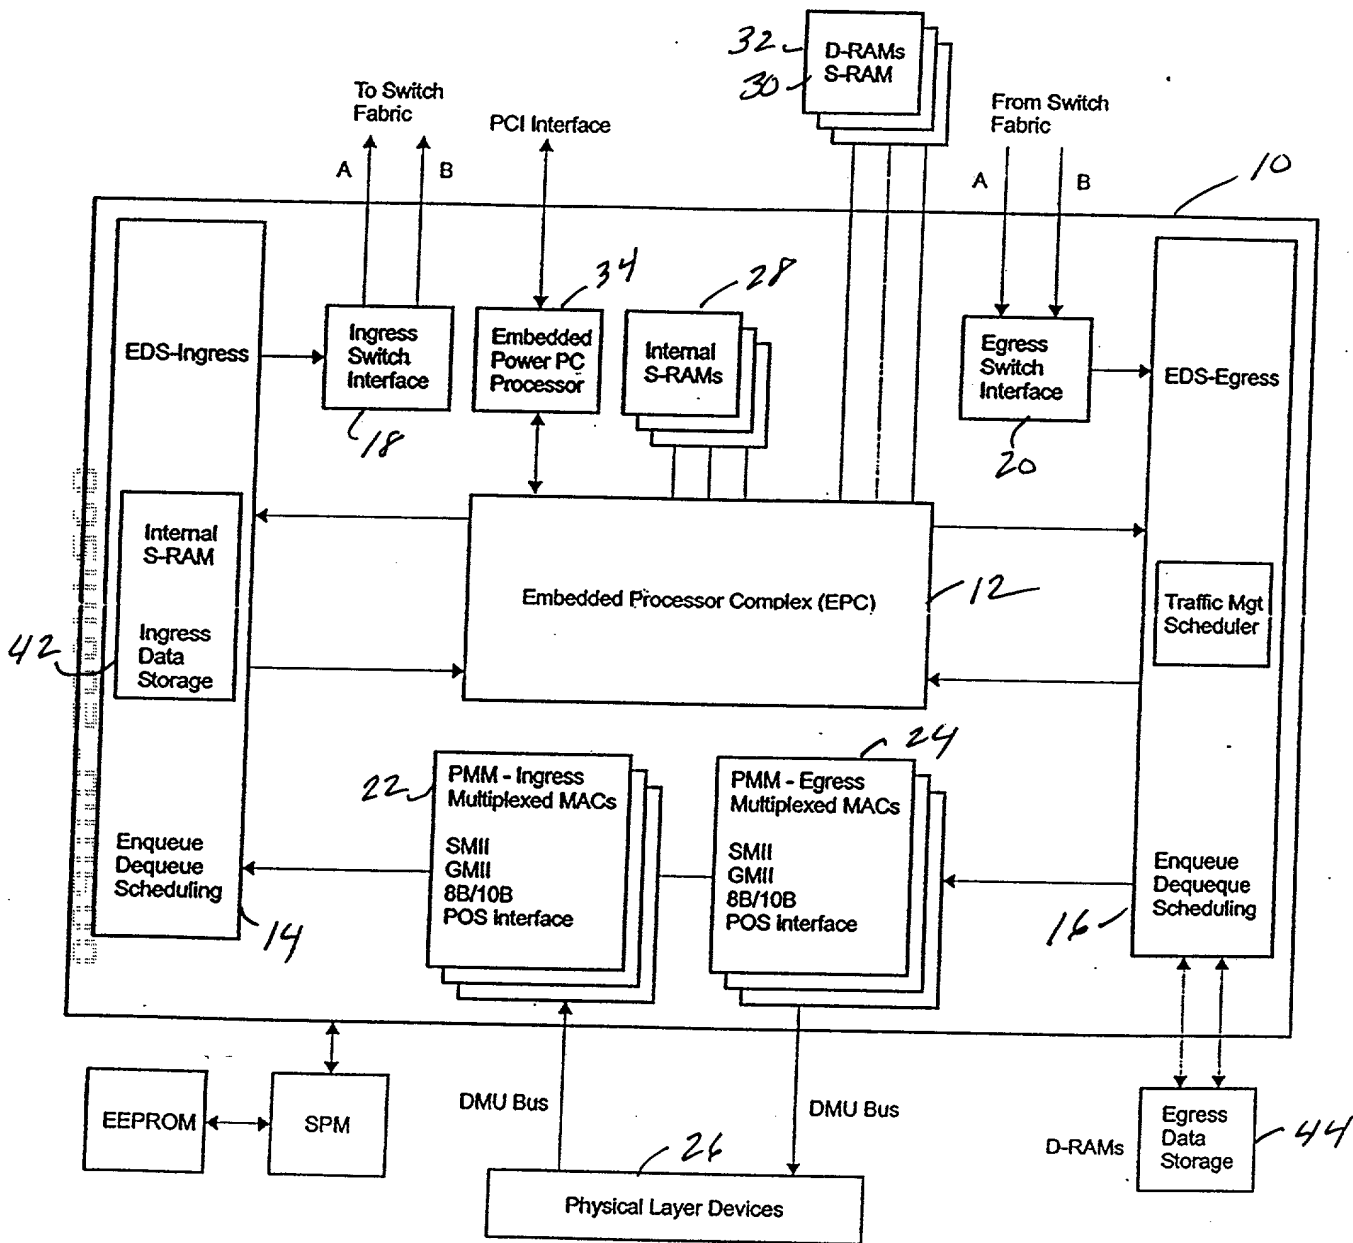 32
D-RAMs
S-RAM
30
To Switch
Fabric
PCI Interface
From Switch
Fabric
A
B
A
B
10
34
28
EDS-Ingress
Ingress
Switch
Interface
18
Embedded
Power PC
Processor
Internal
S-RAMs
Egress
Switch
Interface
20
EDS-Egress
Internal
S-RAM
Ingress
Data
Storage
42
Embedded Processor Complex (EPC)
12
Traffic Mgt
Scheduler
24
22
PMM - Ingress
Multiplexed MACs
SMII
GMII
8B/10B
POS interface
PMM - Egress
Multiplexed MACs
SMII
GMII
8B/10B
POS interface
Enqueue
Dequeue
Scheduling
14
Enqueue
Dequeque
Scheduling
16
EEPROM
SPM
DMU Bus
DMU Bus
26
Physical Layer Devices
D-RAMs
Egress
Data
Storage
44